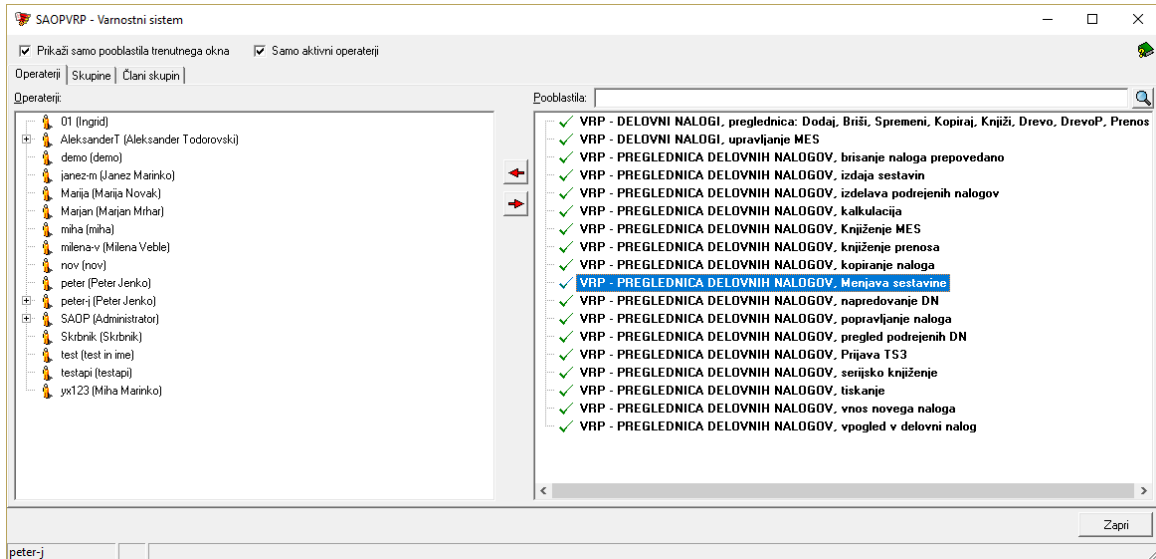 SAOPVRP - Varnostni sistem
Prikaži samo pooblastila trenutnega okna Samo aktivni operaterji
Operaterji Skupine Člani skupin
Operaterji:
01 (Ingrid)
AleksanderT (Aleksander Todorovski)
demo (demo)
janez-m (Janez Marinko)
Marija (Marija Novak)
Marjan (Marjan Mrhar)
miha (miha)
milena-v (Milena Veble)
nov (nov)
peter (Peter Jenko)
peter-j (Peter Jenko)
SAOP (Administrator)
Skrbnik (Skrbnik)
test (test in ime)
testapi (testapi)
yx123 (Miha Marinko)
Pooblastila:
VRP - DELOVNI NALOGI, preglednica: Dodaj, Briši, Spremeni, Kopiraj, Knjiži, Drevo, DrevoP, Prenos
VRP - DELOVNI NALOGI, upravljanje MES
VRP - PREGLEDNICA DELOVNIH NALOGOV, brisanje naloga prepovedano
VRP - PREGLEDNICA DELOVNIH NALOGOV, izdaja sestavin
VRP - PREGLEDNICA DELOVNIH NALOGOV, izdelava podrejenih nalogov
VRP - PREGLEDNICA DELOVNIH NALOGOV, kalkulacija
VRP - PREGLEDNICA DELOVNIH NALOGOV, Knjiženje MES
VRP - PREGLEDNICA DELOVNIH NALOGOV, knjiženje prenosa
VRP - PREGLEDNICA DELOVNIH NALOGOV, kopiranje naloga
VRP - PREGLEDNICA DELOVNIH NALOGOV, Menjava sestavine
VRP - PREGLEDNICA DELOVNIH NALOGOV, napredovanje DN
VRP - PREGLEDNICA DELOVNIH NALOGOV, popravljanje naloga
VRP - PREGLEDNICA DELOVNIH NALOGOV, pregled podrejenih DN
VRP - PREGLEDNICA DELOVNIH NALOGOV, Prijava TS3
VRP - PREGLEDNICA DELOVNIH NALOGOV, serijsko knjiženje
VRP - PREGLEDNICA DELOVNIH NALOGOV, tiskanje
VRP - PREGLEDNICA DELOVNIH NALOGOV, vnos novega naloga
VRP - PREGLEDNICA DELOVNIH NALOGOV, vpogled v delovni nalog
Zapri
peter-j